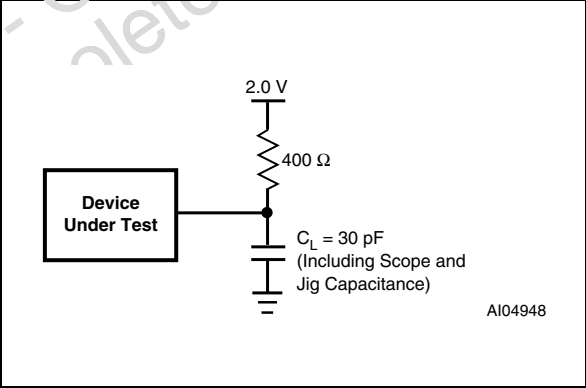 2.0 V
400 Ω
Device
Under Test
C_L = 30 pF
(Including Scope and
Jig Capacitance)
AI04948